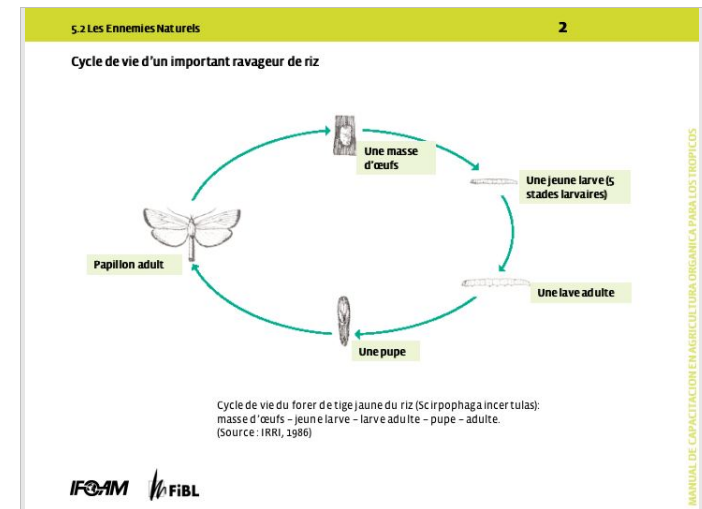 5.2 Les Ennemies Naturels
2
Cycle de vie d'un important ravageur de riz
Une masse
d'œufs
Une jeune larve (5
stades larvaires)
Papillon adult
Une lave adulte
Une pupe
Cycle de vie du forer de tige jaune du riz (Scirpophaga incertulas):
masse d'œufs – jeune larve – larve adulte – pupe – adulte.
(Source: IRRI, 1986)
MANUAL DE CAPACITACION EN AGRICULTURA ORGANICA PARA LOS TROPICOS
IFOAM
FiBL